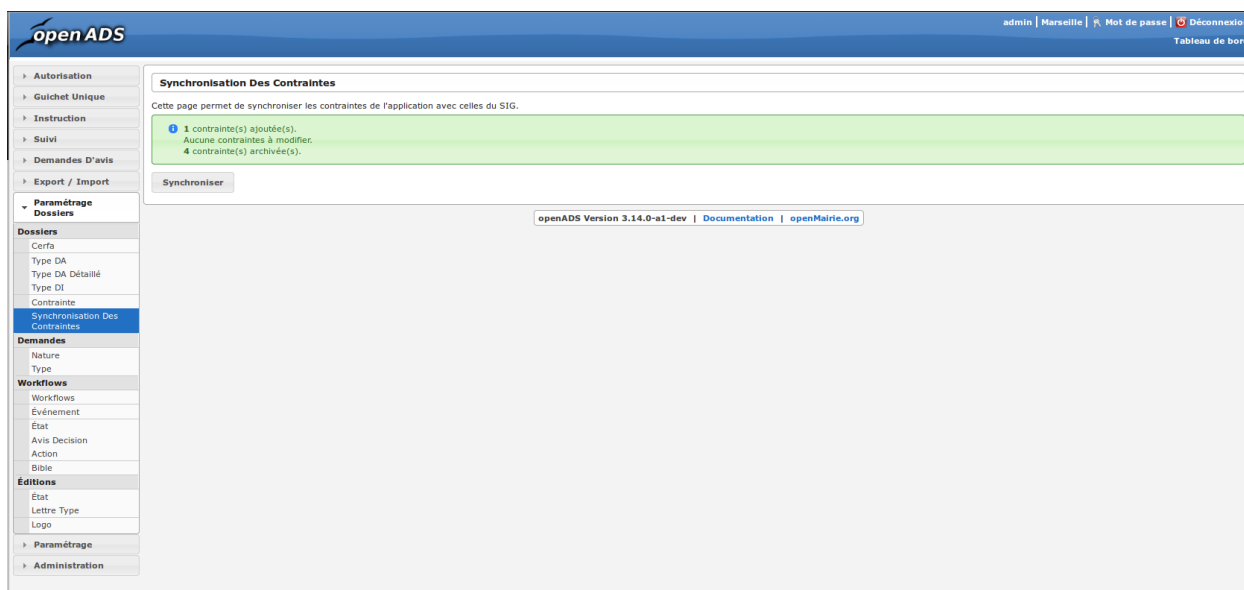 open ADS
admin | Marseille | Mot de passe | Déconnexio
Tableau de bor
Autorisation
Guichet Unique
Instruction
Suivi
Demandes D'avis
Export / Import
Paramétrage
Dossiers
Dossiers
Cerfa
Type DA
Type DA Détaillé
Type DI
Contrainte
Synchronisation Des
Contraintes
Demandes
Nature
Type
Workflows
Workflows
Événement
État
Avis Decision
Action
Bible
Éditions
État
Lettre Type
Logo
Paramétrage
Administration
Synchronisation Des Contraintes
Cette page permet de synchroniser les contraintes de l'application avec celles du SIG.
1 contrainte(s) ajoutée(s).
Aucune contraintes à modifier.
4 contrainte(s) archivée(s).
Synchroniser
openADS Version 3.14.0-a1-dev | Documentation | openMairie.org